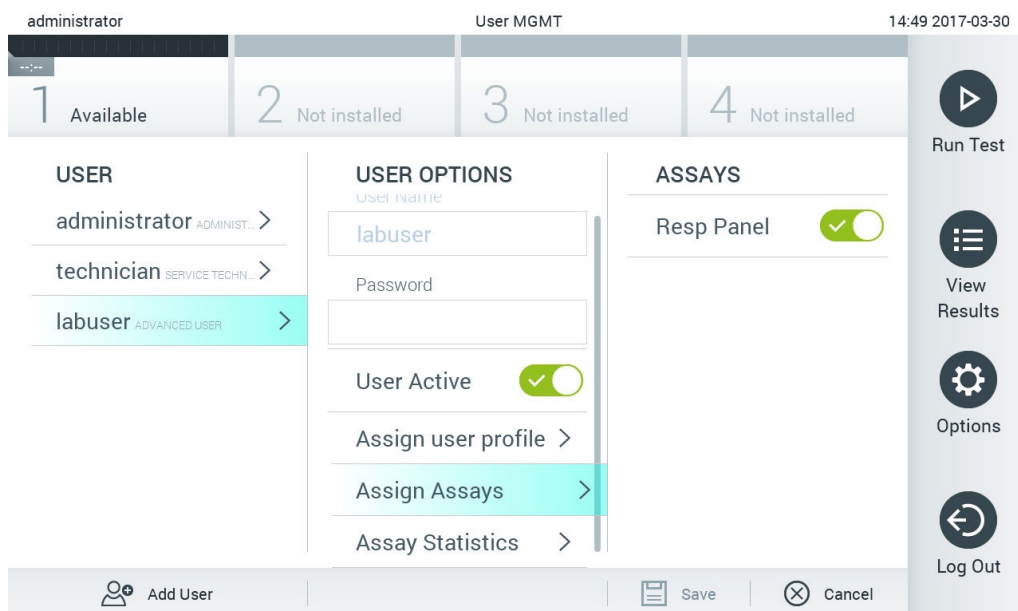 administrator
User MGMT
14:49 2017-03-30
--:--
1 Available
2 Not installed
3 Not installed
4 Not installed
Run Test
View
Results
Options
Log Out
USER
administrator ADMINIST...
technician SERVICE TECHN...
labuser ADVANCED USER
USER OPTIONS
User Name
labuser
Password
User Active
Assign user profile
Assign Assays
Assay Statistics
ASSAYS
Resp Panel
Add User
Save
Cancel